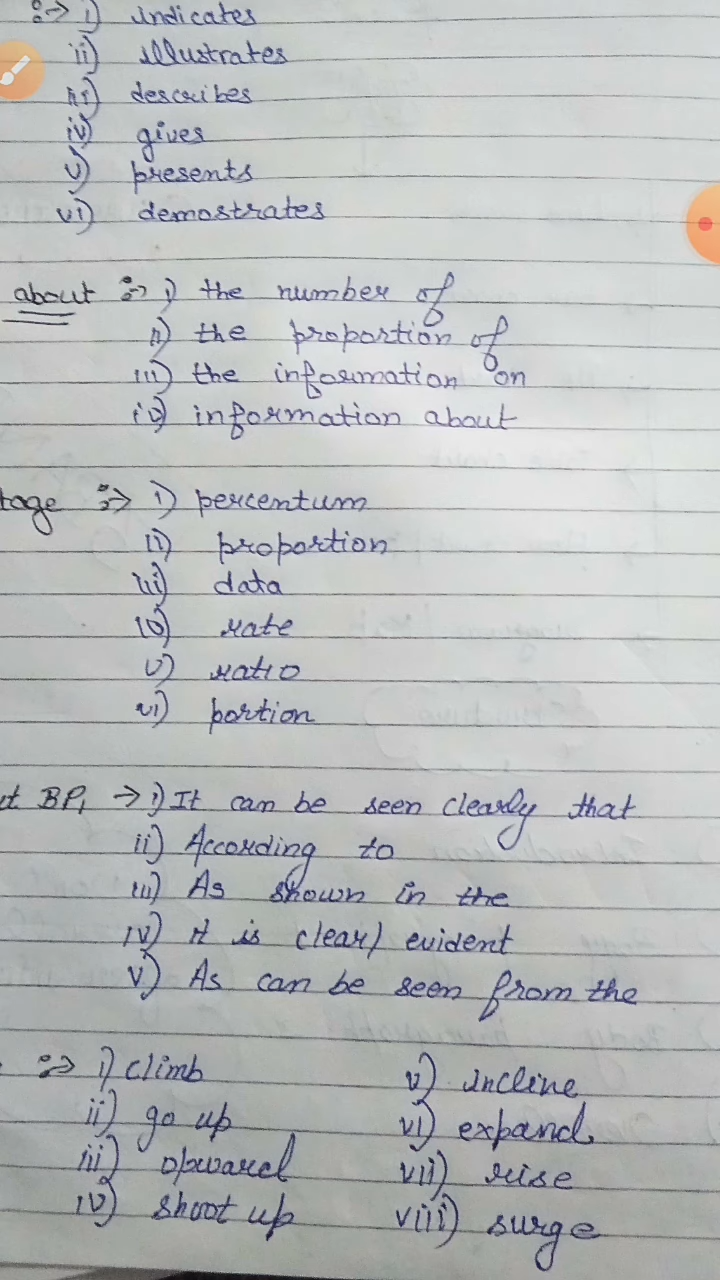 :-> i) indicates
ii) illustrates
iii) describes
iv) gives
v) presents
vi) demostrates
about :-> i) the number of
ii) the proportion of
iii) the information on
iv) information about
tage :-> i) percentum
ii) proportion
iii) data
iv) rate
v) ratio
vi) portion
t BP1 -> i) It can be seen clearly that
ii) According to
iii) As shown in the
iv) it is clear/ evident
v) As can be seen from the
:-> i) climb v) incline
ii) go up vi) expand
iii) opward vii) rise
iv) shoot up viii) surge